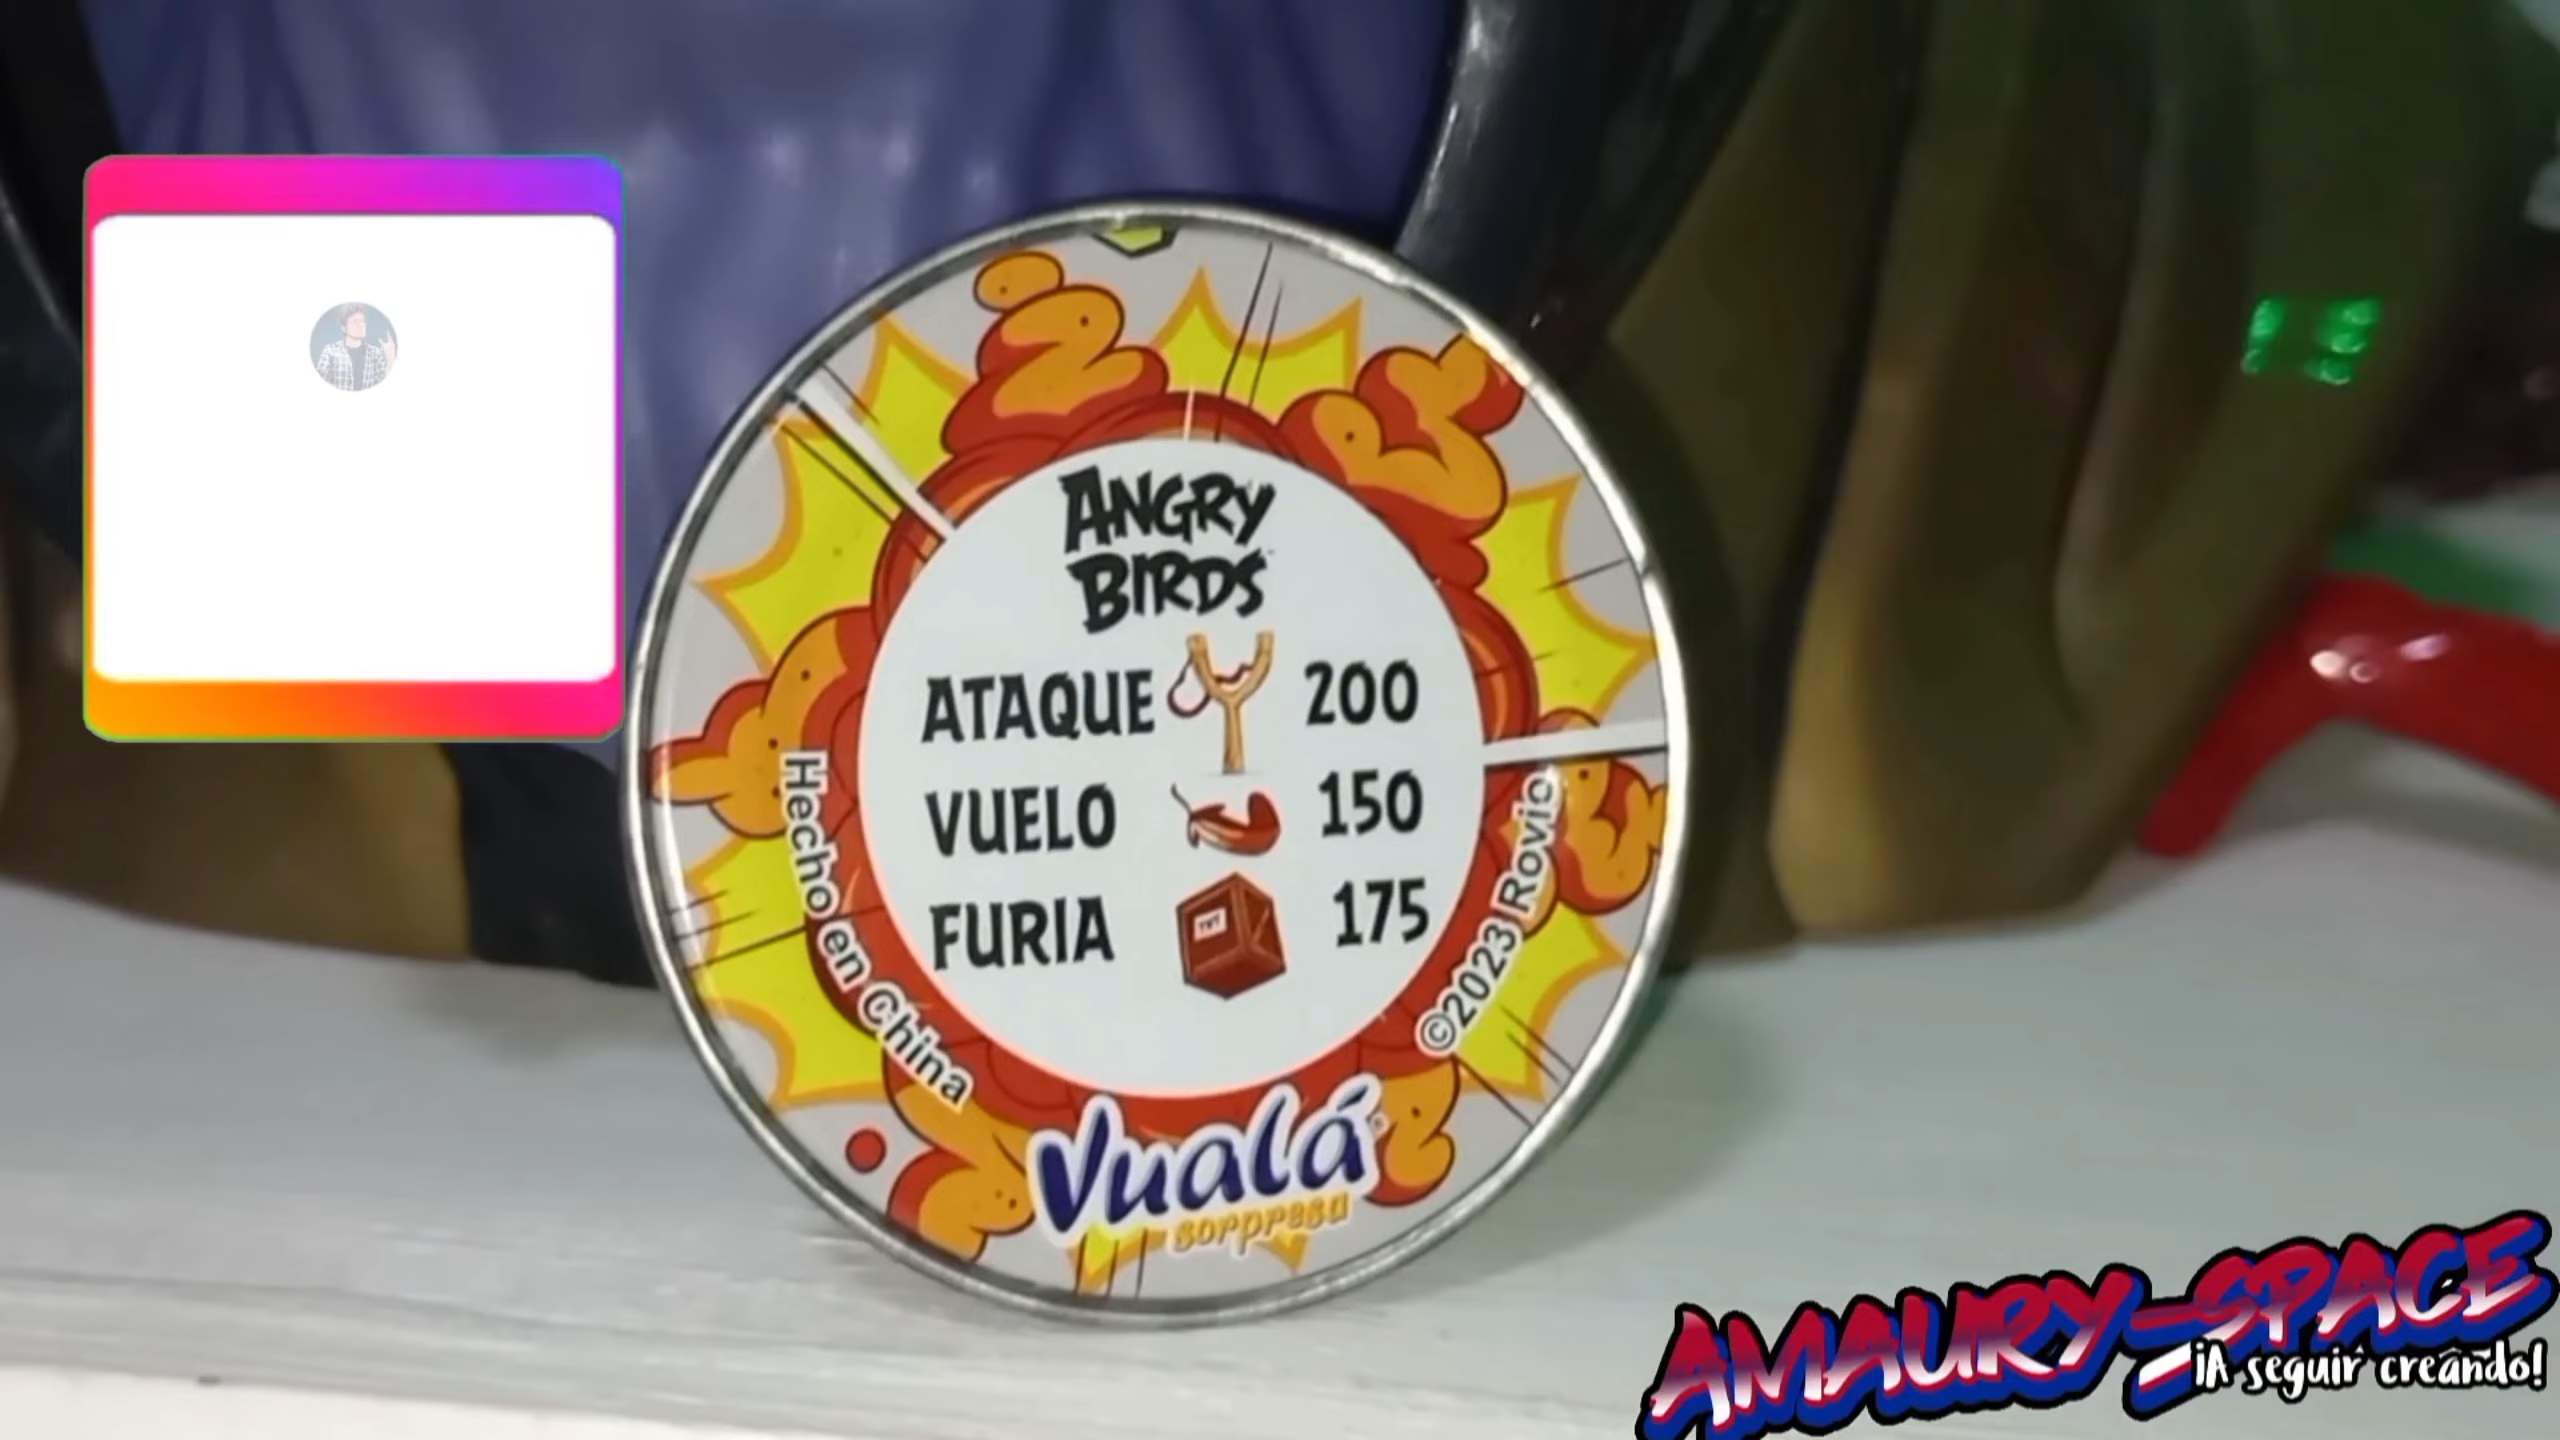 ANGRY
BIRDS
ATAQUE 200
VUELO 150
FURIA TNT 175
Hecho en China
©2023 Rovio
Vualá®
sorpresa
AMAURY-SPACE
¡A seguir creando!